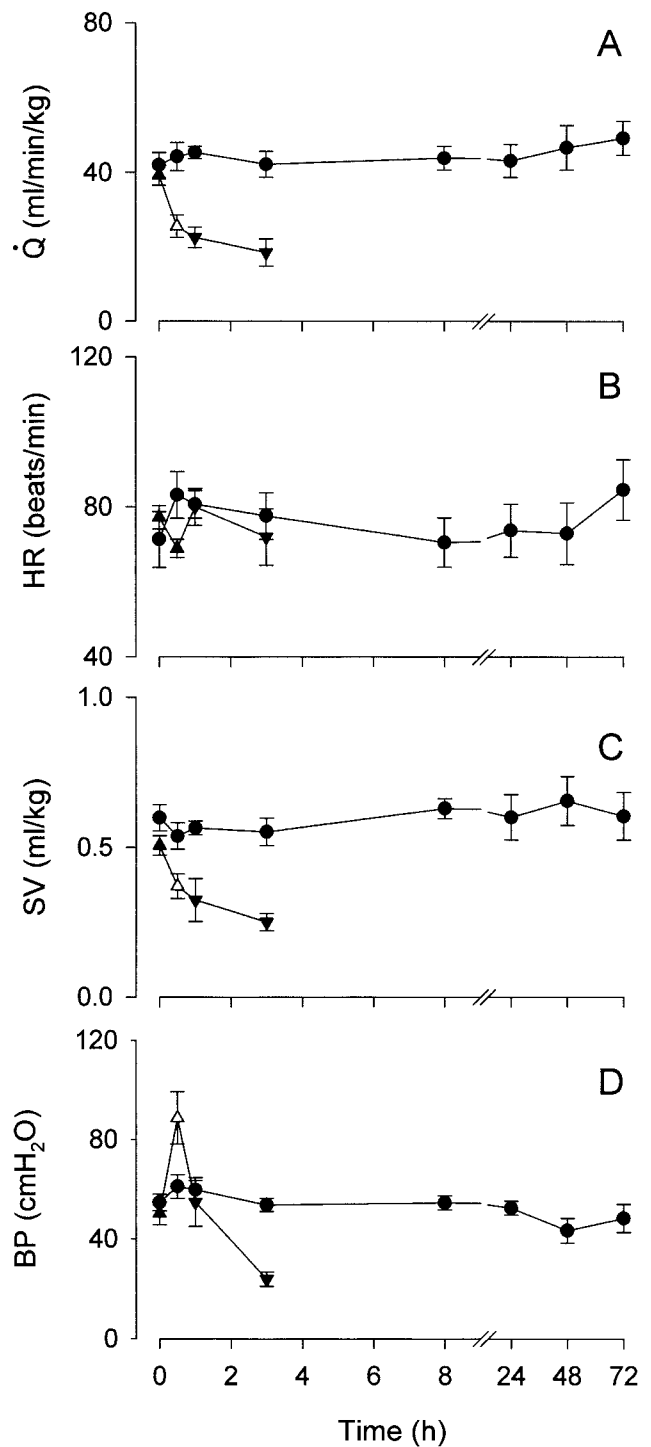 A
Q̇ (ml/min/kg)
80
40
0
B
HR (beats/min)
120
80
40
C
SV (ml/kg)
1.0
0.5
0.0
D
BP (cmH₂O)
120
80
40
0
0 2 4 6 8 24 48 72
Time (h)